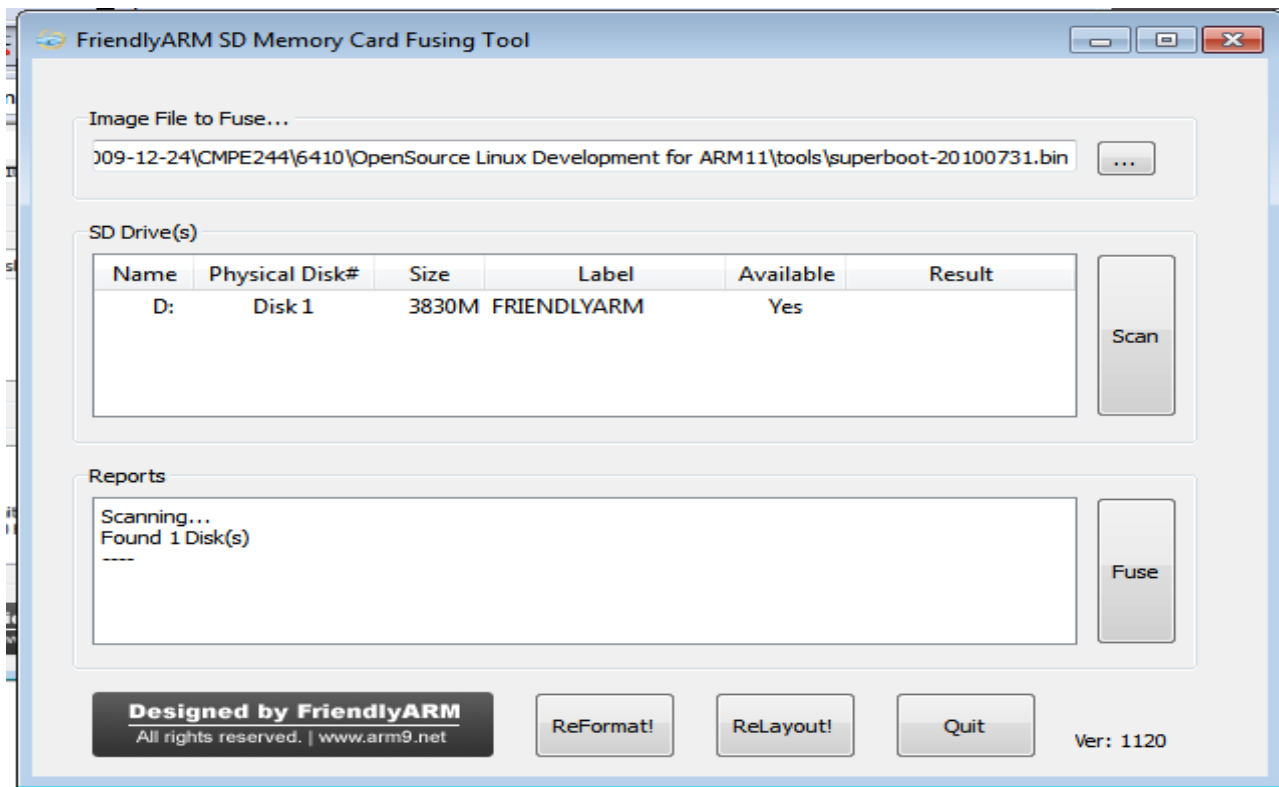 FriendlyARM SD Memory Card Fusing Tool
Image File to Fuse...
009-12-24\CMPE244\6410\OpenSource Linux Development for ARM11\tools\superboot-20100731.bin
...
SD Drive(s)
Name Physical Disk# Size Label Available Result
D: Disk 1 3830M FRIENDLYARM Yes
Scan
Reports
Scanning...
Found 1 Disk(s)
----
Fuse
Designed by FriendlyARM
All rights reserved. | www.arm9.net
ReFormat!
ReLayout!
Quit
Ver: 1120